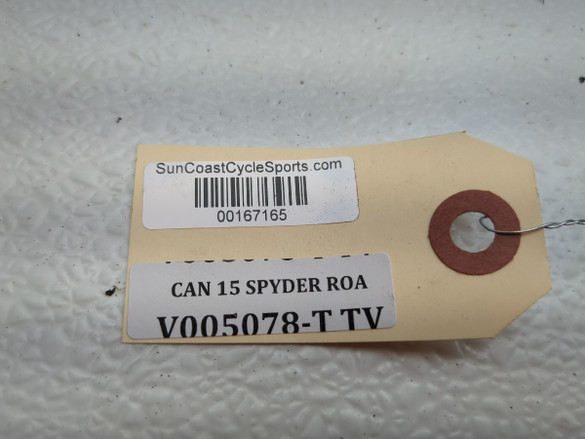 SunCoastCycleSports.com
00167165
CAN 15 SPYDER ROA
V005078-T TV